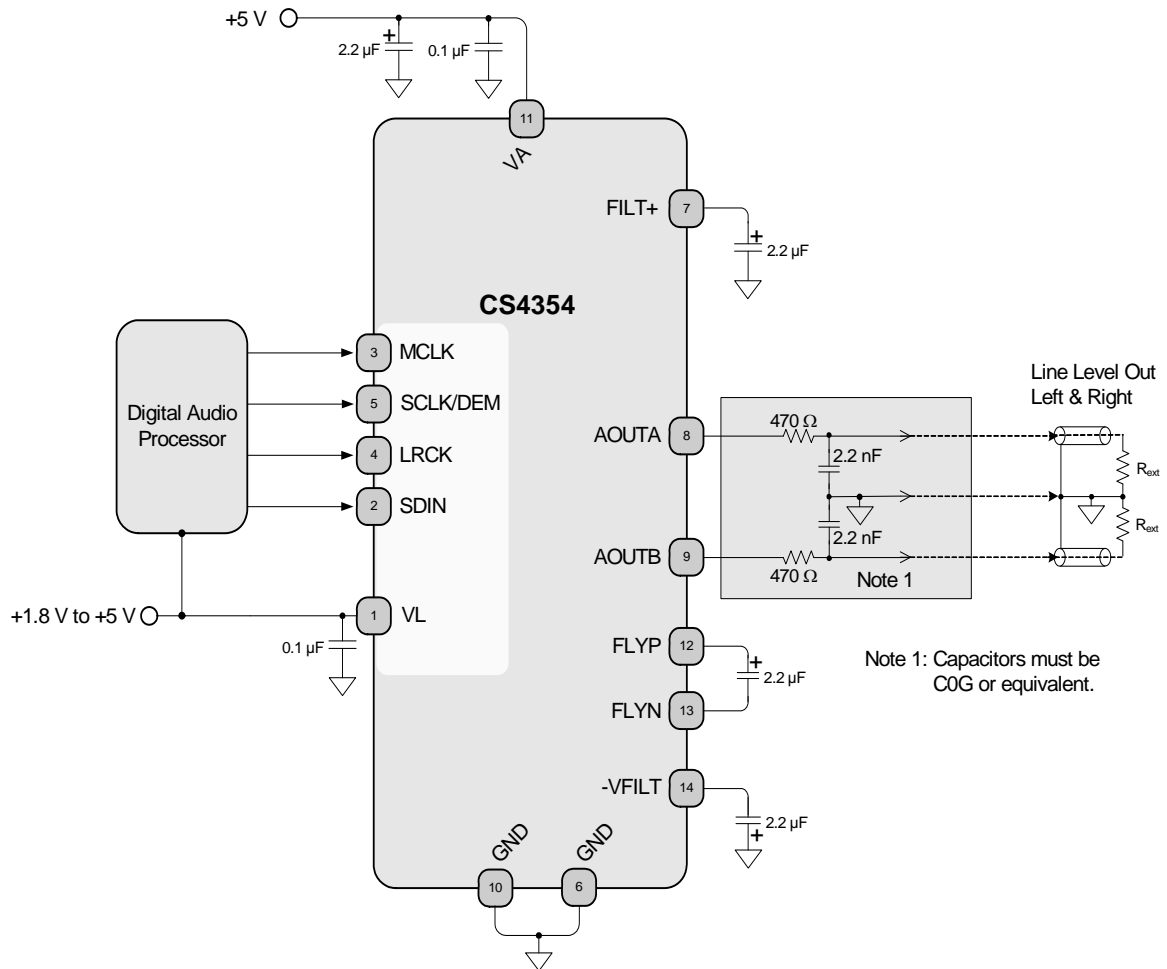 +5 V
2.2 µF
0.1 µF
11
VA
FILT+
7
2.2 µF
CS4354
Digital Audio
Processor
3
MCLK
5
SCLK/DEM
4
LRCK
2
SDIN
+1.8 V to +5 V
1
VL
0.1 µF
AOUTA
8
470 Ω
2.2 nF
2.2 nF
AOUTB
9
470 Ω
Note 1
Line Level Out
Left & Right
Rext
Rext
FLYP
12
2.2 µF
FLYN
13
Note 1: Capacitors must be
C0G or equivalent.
-VFILT
14
2.2 µF
GND
GND
10
6